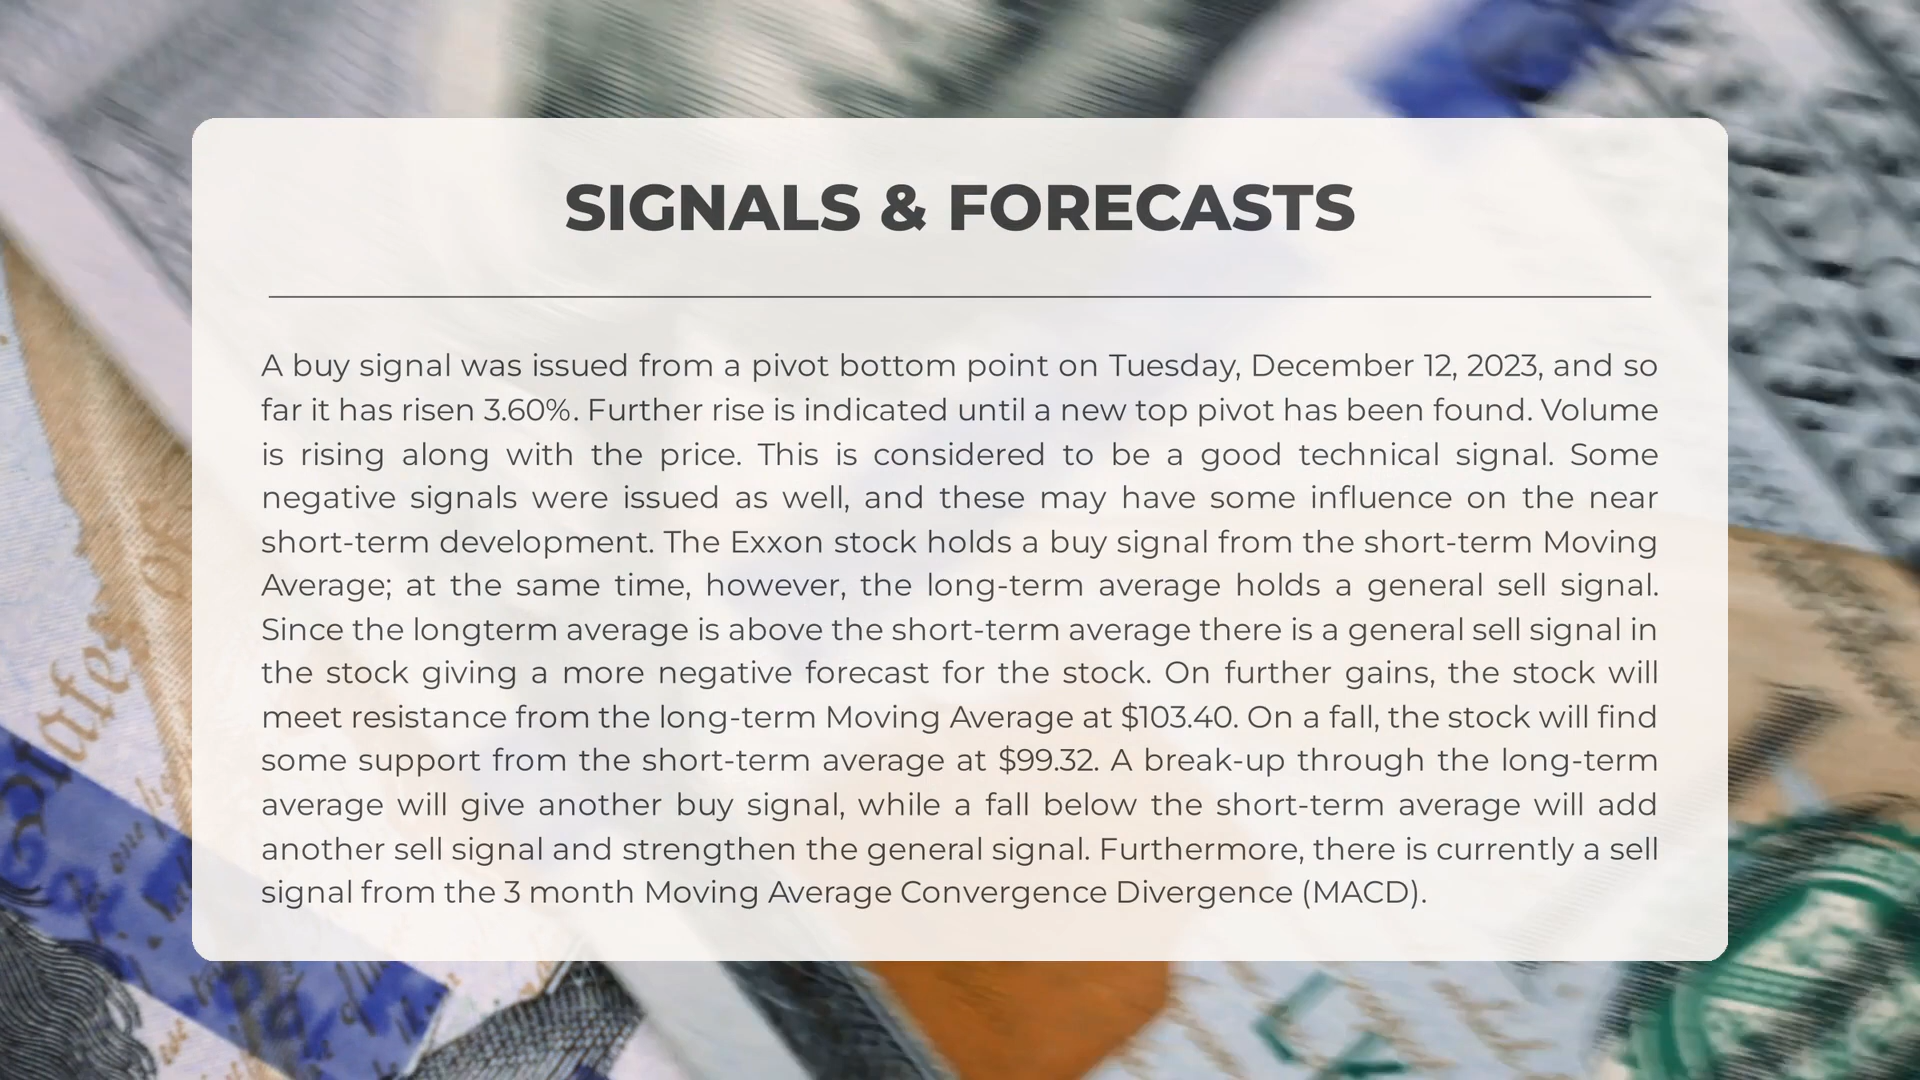 SIGNALS & FORECASTS
A buy signal was issued from a pivot bottom point on Tuesday, December 12, 2023, and so
far it has risen 3.60%. Further rise is indicated until a new top pivot has been found. Volume
is rising along with the price. This is considered to be a good technical signal. Some
negative signals were issued as well, and these may have some influence on the near
short-term development. The Exxon stock holds a buy signal from the short-term Moving
Average; at the same time, however, the long-term average holds a general sell signal.
Since the longterm average is above the short-term average there is a general sell signal in
the stock giving a more negative forecast for the stock. On further gains, the stock will
meet resistance from the long-term Moving Average at $103.40. On a fall, the stock will find
some support from the short-term average at $99.32. A break-up through the long-term
average will give another buy signal, while a fall below the short-term average will add
another sell signal and strengthen the general signal. Furthermore, there is currently a sell
signal from the 3 month Moving Average Convergence Divergence (MACD).
tates of